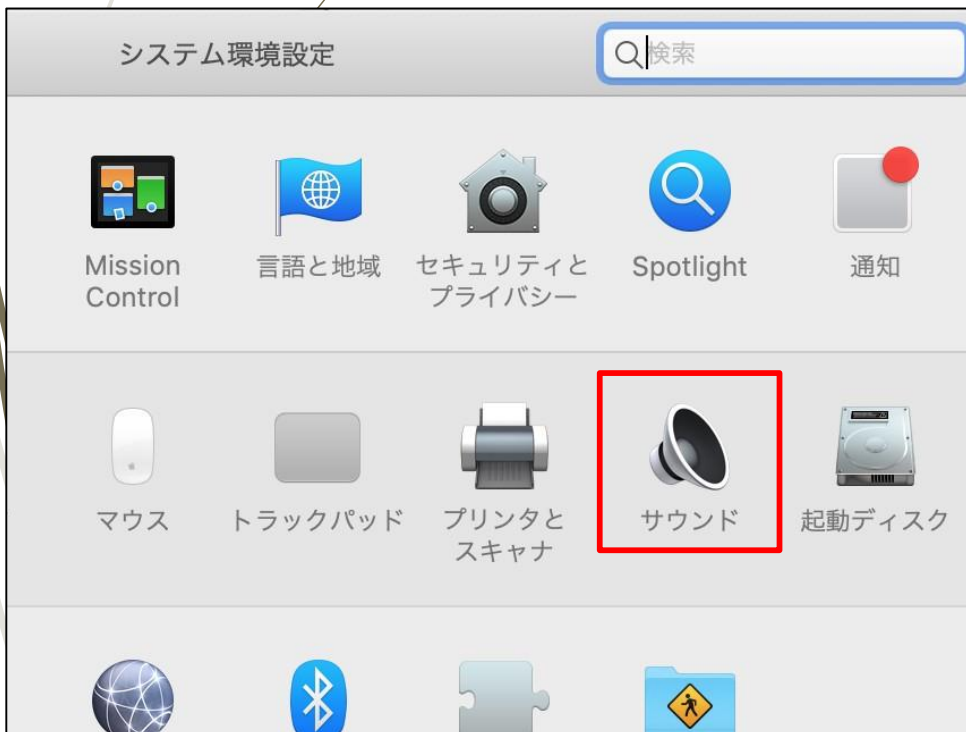 システム環境設定
検索
Mission
Control
言語と地域
セキュリティと
プライバシー
Spotlight
通知
マウス
トラックパッド
プリンタと
スキャナ
サウンド
起動ディスク